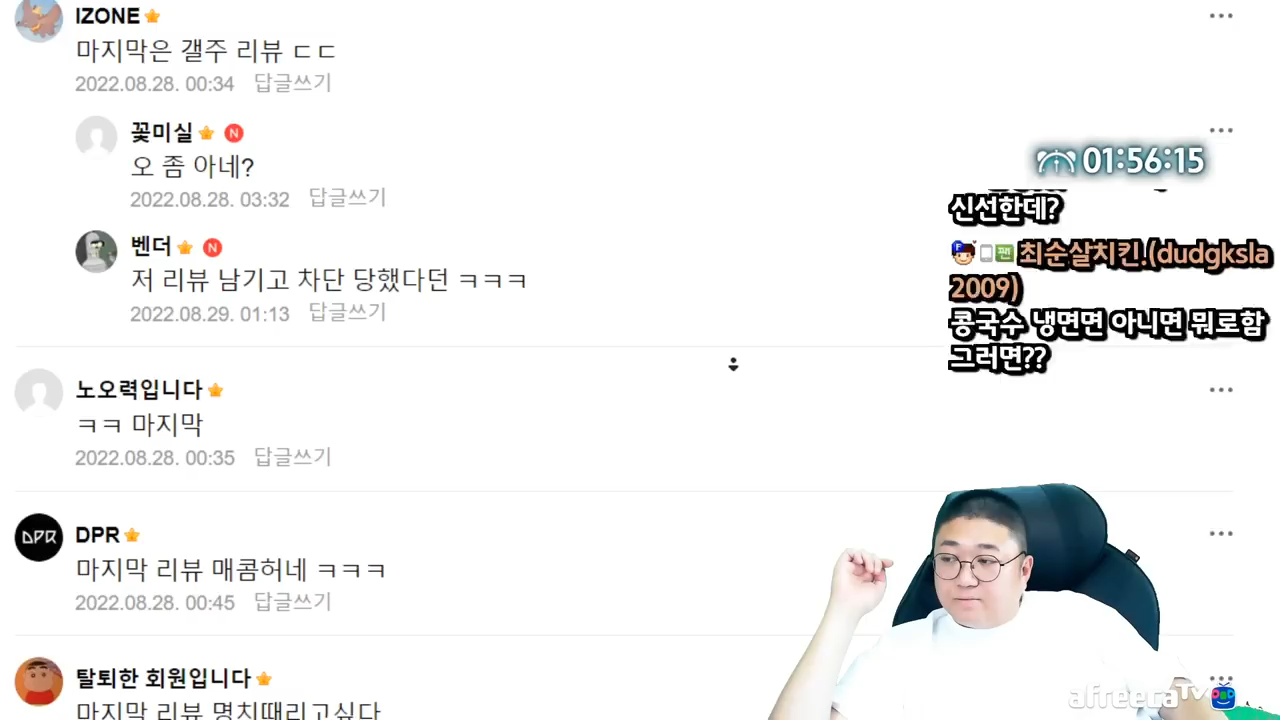 IZONE
마지막은 갤주 리뷰 ㄷㄷ
2022.08.28. 00:34 답글쓰기
꽃미실 N
오 좀 아네?
2022.08.28. 03:32 답글쓰기
벤더 N
저 리뷰 남기고 차단 당했다던 ㅋㅋㅋ
2022.08.29. 01:13 답글쓰기
노오력입니다
ㅋㅋ 마지막
2022.08.28. 00:35 답글쓰기
DPR
DPR
마지막 리뷰 매콤허네 ㅋㅋㅋ
2022.08.28. 00:45 답글쓰기
탈퇴한 회원입니다
마지막 리뷰 명치때리고싶다
01:56:15
신선한데?
F 팬 최순살치킨.(dudgksla
2009)
콩국수 냉면면 아니면 뭐로함
그러면??
afreecaTV